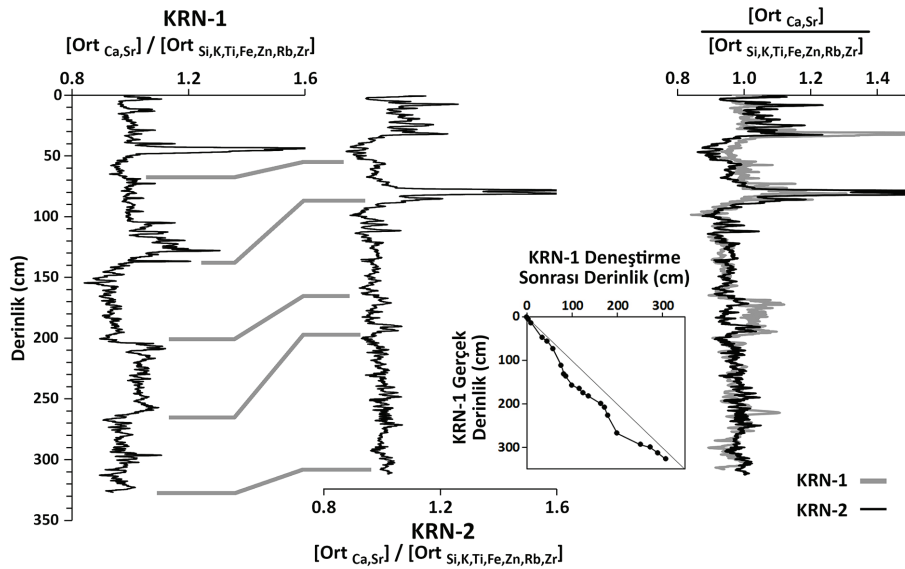 KRN-1
[Ort Ca,Sr] / [Ort Si,K,Ti,Fe,Zn,Rb,Zr]
0.8 1.2 1.6
[Ort Ca,Sr]
[Ort Si,K,Ti,Fe,Zn,Rb,Zr]
0.8 1.0 1.2 1.4
Derinlik (cm)
0
50
100
150
200
250
300
350
KRN-1 Deneştirme
Sonrası Derinlik (cm)
0 100 200 300
KRN-1 Gerçek
Derinlik (cm)
0
100
200
300
KRN-1
KRN-2
0.8 1.2 1.6
KRN-2
[Ort Ca,Sr] / [Ort Si,K,Ti,Fe,Zn,Rb,Zr]